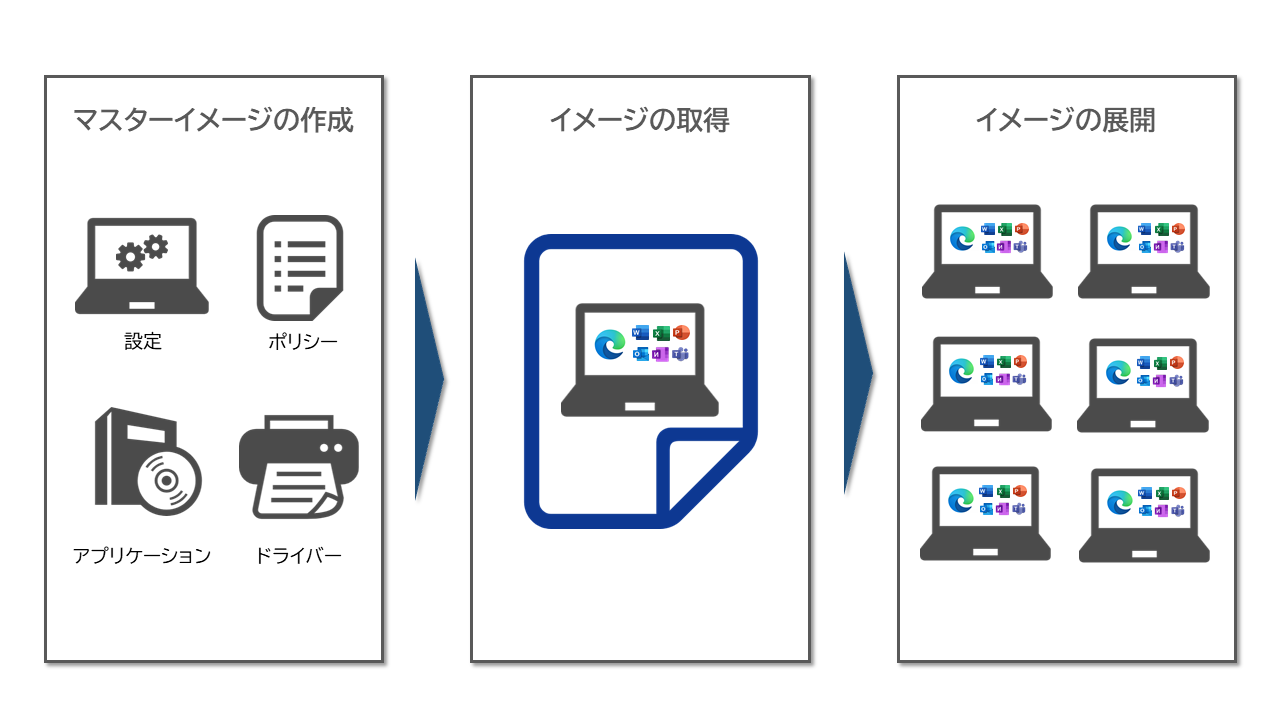 マスターイメージの作成
設定
ポリシー
アプリケーション
ドライバー
イメージの取得
イメージの展開